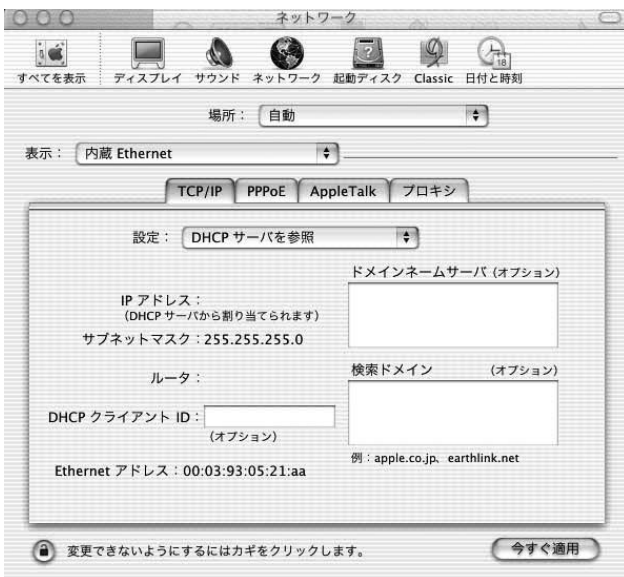 ネットワーク
すべてを表示 ディスプレイ サウンド ネットワーク 起動ディスク Classic 日付と時刻
18
?
場所： 自動
表示： 内蔵 Ethernet
TCP/IP PPPoE AppleTalk プロキシ
設定： DHCP サーバを参照
ドメインネームサーバ (オプション)
IP アドレス：
(DHCP サーバから割り当てられます)
サブネットマスク：255.255.255.0
検索ドメイン (オプション)
ルータ：
DHCP クライアント ID：
(オプション)
例：apple.co.jp、earthlink.net
Ethernet アドレス：00:03:93:05:21:aa
変更できないようにするにはカギをクリックします。
今すぐ適用